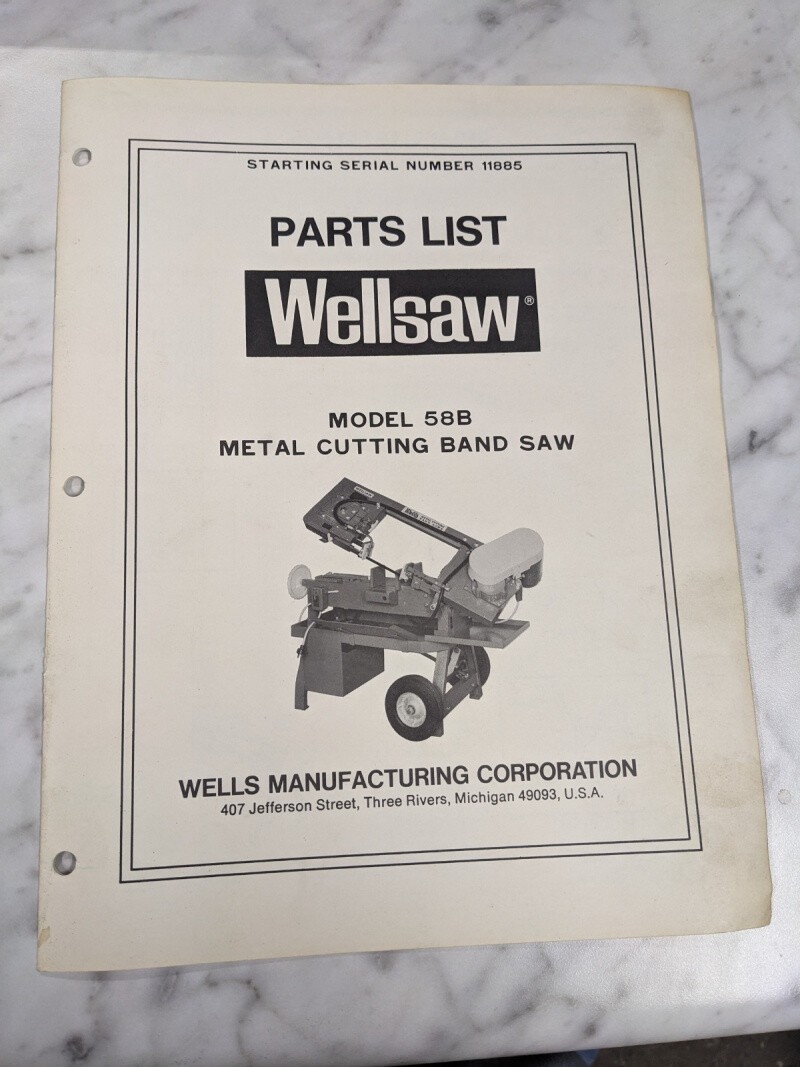 STARTING SERIAL NUMBER 11885
PARTS LIST
Wellsaw®
MODEL 58B
METAL CUTTING BAND SAW
WELLS MANUFACTURING CORPORATION
407 Jefferson Street, Three Rivers, Michigan 49093, U.S.A.